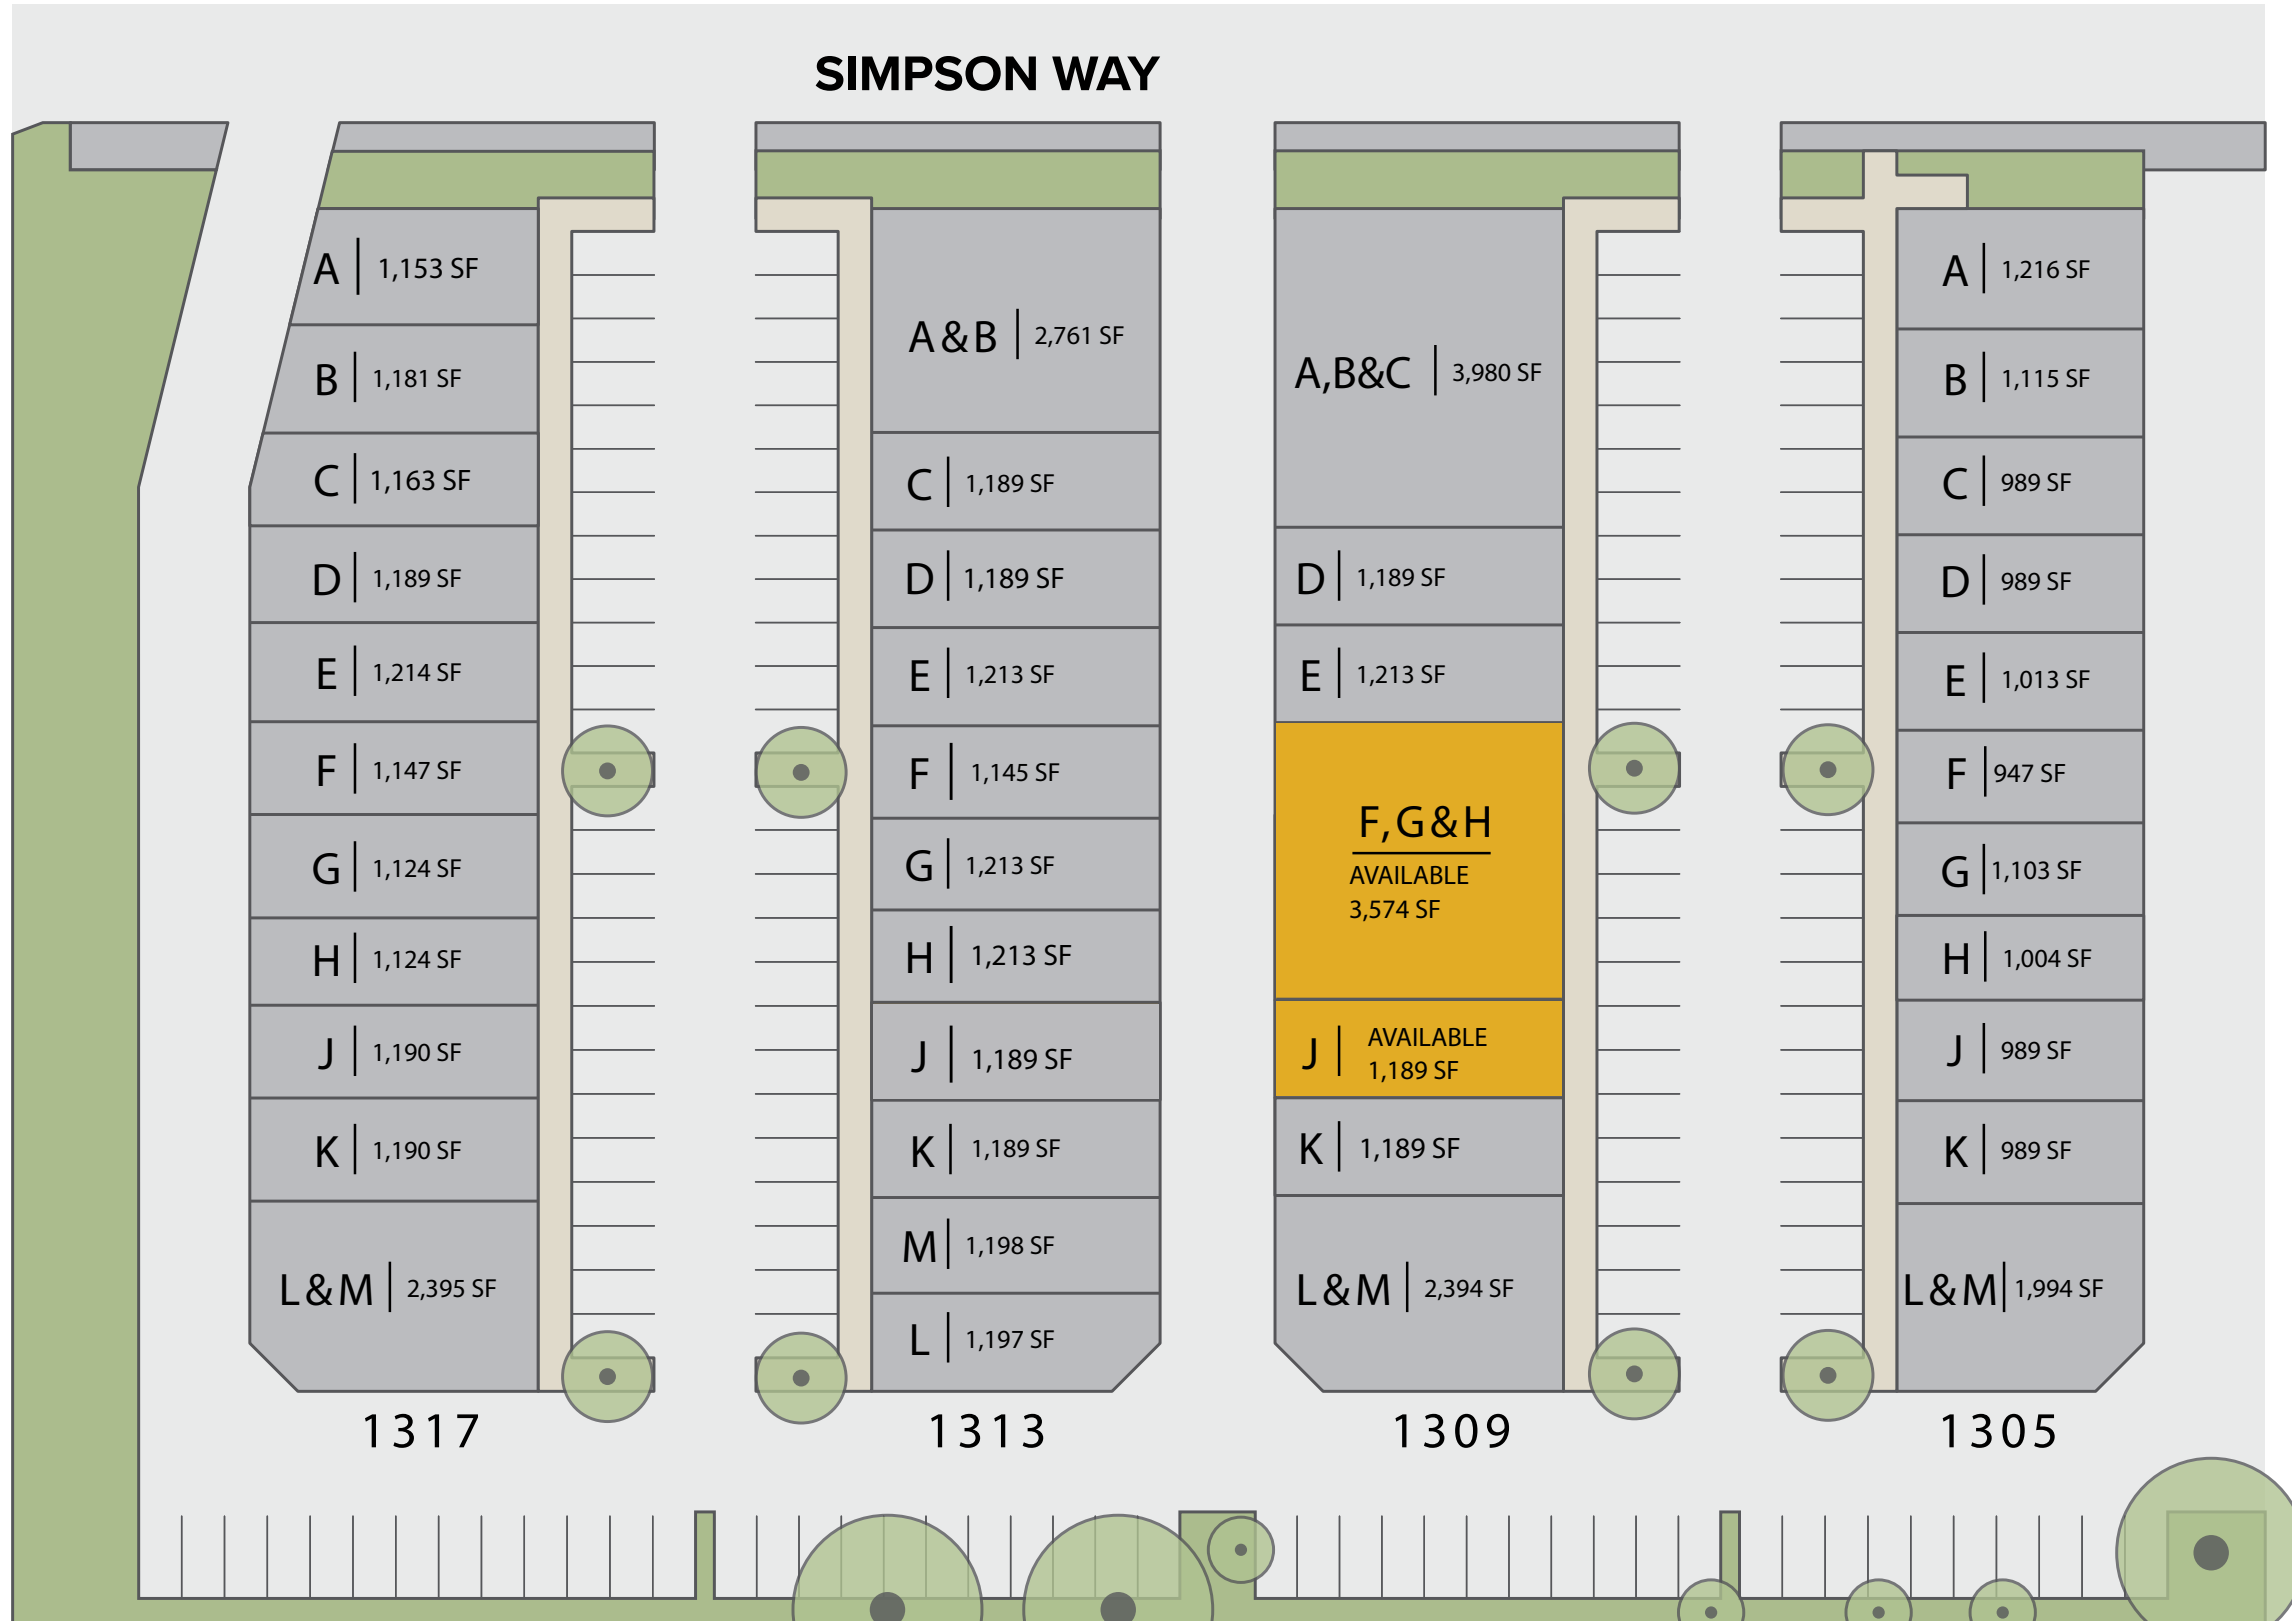 SIMPSON WAY
A | 1,153 SF
B | 1,181 SF
C | 1,163 SF
D | 1,189 SF
E | 1,214 SF
F | 1,147 SF
G | 1,124 SF
H | 1,124 SF
J | 1,190 SF
K | 1,190 SF
L&M | 2,395 SF
1317
A&B | 2,761 SF
C | 1,189 SF
D | 1,189 SF
E | 1,213 SF
F | 1,145 SF
G | 1,213 SF
H | 1,213 SF
J | 1,189 SF
K | 1,189 SF
M | 1,198 SF
L | 1,197 SF
1313
A,B&C | 3,980 SF
D | 1,189 SF
E | 1,213 SF
F,G&H
AVAILABLE
3,574 SF
J | AVAILABLE
1,189 SF
K | 1,189 SF
L&M | 2,394 SF
1309
A | 1,216 SF
B | 1,115 SF
C | 989 SF
D | 989 SF
E | 1,013 SF
F | 947 SF
G | 1,103 SF
H | 1,004 SF
J | 989 SF
K | 989 SF
L&M | 1,994 SF
1305